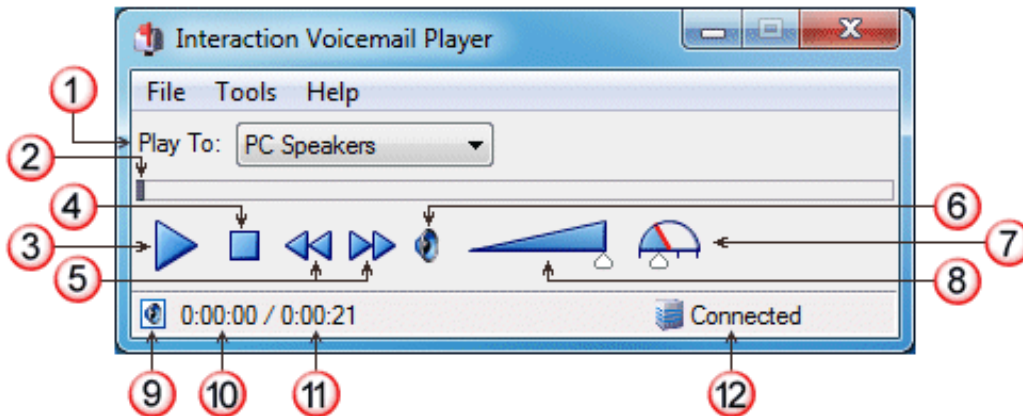 Interaction Voicemail Player
1
File Tools Help
2
Play To: PC Speakers
4
6
3
7
5
8
0:00:00 / 0:00:21
Connected
9
10
11
12